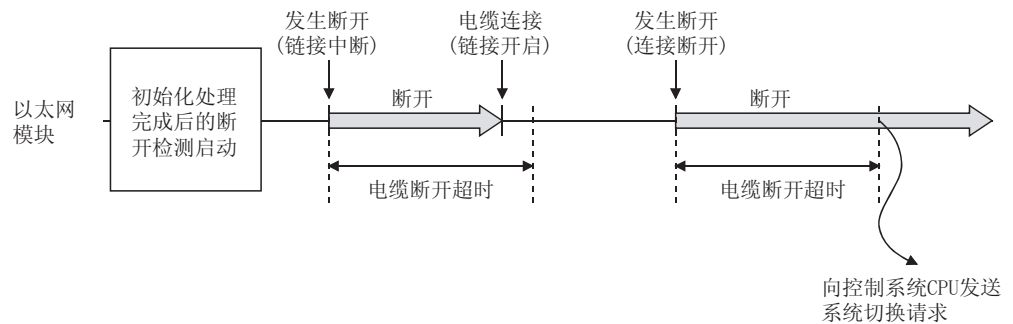 发生断开
(链接中断)
电缆连接
(链接开启)
发生断开
(连接断开)
以太网
模块
初始化处理
完成后的断
开检测启动
断开
断开
电缆断开超时
电缆断开超时
向控制系统CPU发送
系统切换请求